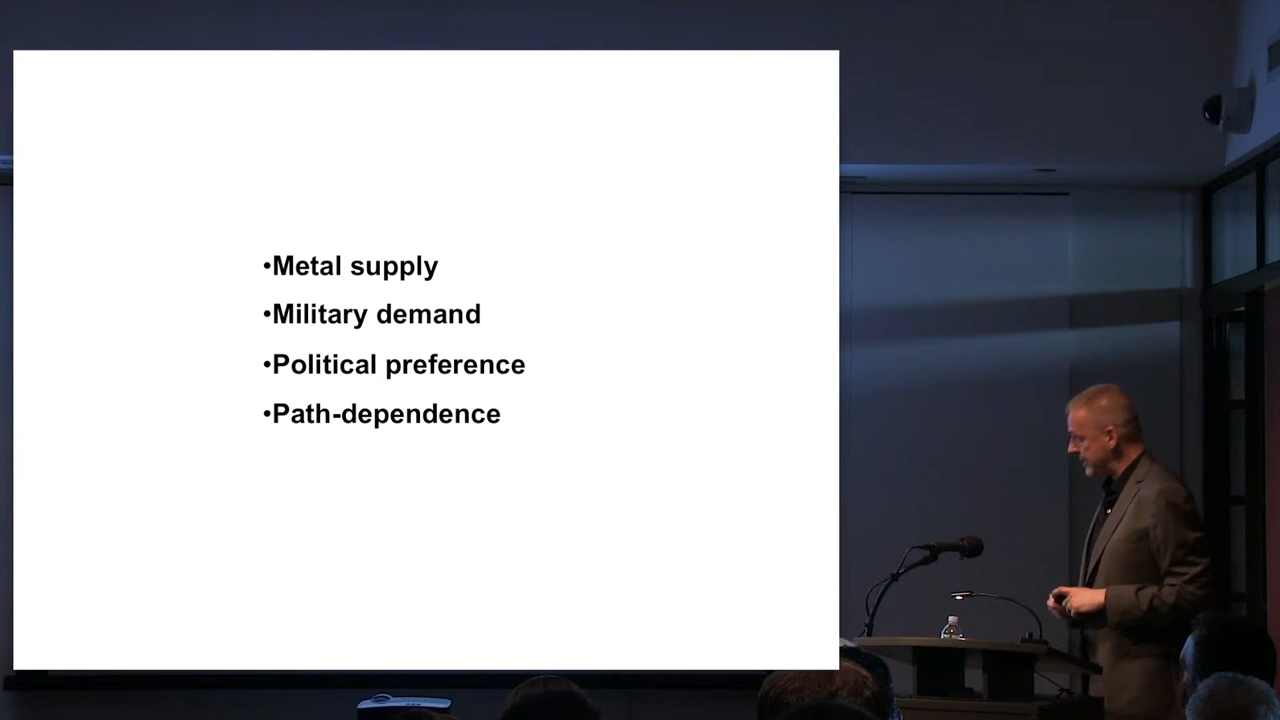 •Metal supply
•Military demand
•Political preference
•Path-dependence